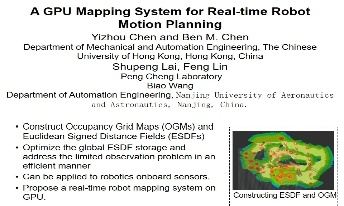 A GPU Mapping System for Real-time Robot
Motion Planning
Yizhou Chen and Ben M. Chen
Department of Mechanical and Automation Engineering, The Chinese
University of Hong Kong, Hong Kong, China
Shupeng Lai, Feng Lin
Peng Cheng Laboratory
Biao Wang
Department of Automation Engineering, Nanjing University of Aeronautics
and Astronautics, Nanjing, China.
• Construct Occupancy Grid Maps (OGMs) and
Euclidean Signed Distance Fields (ESDFs)
• Optimize the global ESDF storage and
address the limited observation problem in an
efficient manner
• Can be applied to robotics onboard sensors.
• Propose a real-time robot mapping system on
GPU.
Constructing ESDF and OGM